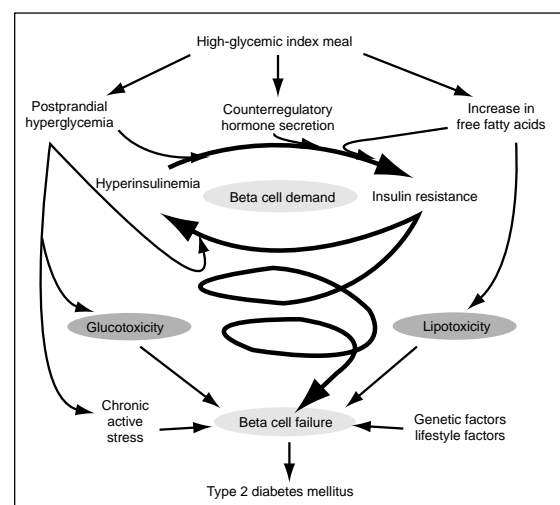 High-glycemic index meal
Postprandial
hyperglycemia
Counterregulatory
hormone secretion
Increase in
free fatty acids
Hyperinsulinemia
Beta cell demand
Insulin resistance
Glucotoxicity
Lipotoxicity
Chronic
active
stress
Beta cell failure
Genetic factors
lifestyle factors
Type 2 diabetes mellitus